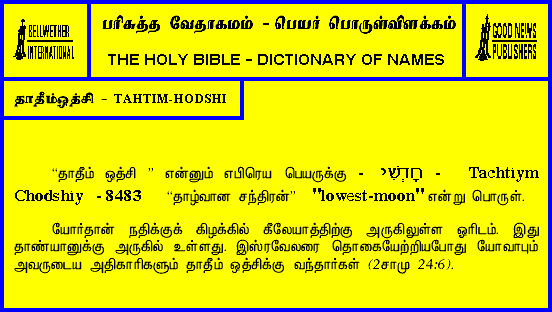 BELLWETHER
INTERNATIONAL
பரிசுத்த வேதாகமம் - பெயர் பொருள்விளக்கம்
THE HOLY BIBLE - DICTIONARY OF NAMES
GOOD NEWS
PUBLISHERS
தாதீம்ஒத்சி - TAHTIM-HODSHI
“தாதீம் ஒத்சி ” என்னும் எபிரெய பெயருக்கு - חָדְשִׁי - Tachtiym
Chodshiy - 8483 “தாழ்வான சந்திரன்” "lowest-moon" என்று பொருள்.
யோர்தான் நதிக்குக் கிழக்கில் கீலேயாத்திற்கு அருகிலுள்ள ஓரிடம். இது
தாண்யானுக்கு அருகில் உள்ளது. இஸ்ரவேலரை தொகையேற்றியபோது யோவாபும்
அவருடைய அதிகாரிகளும் தாதீம் ஒத்சிக்கு வந்தார்கள் (2சாமு 24:6).